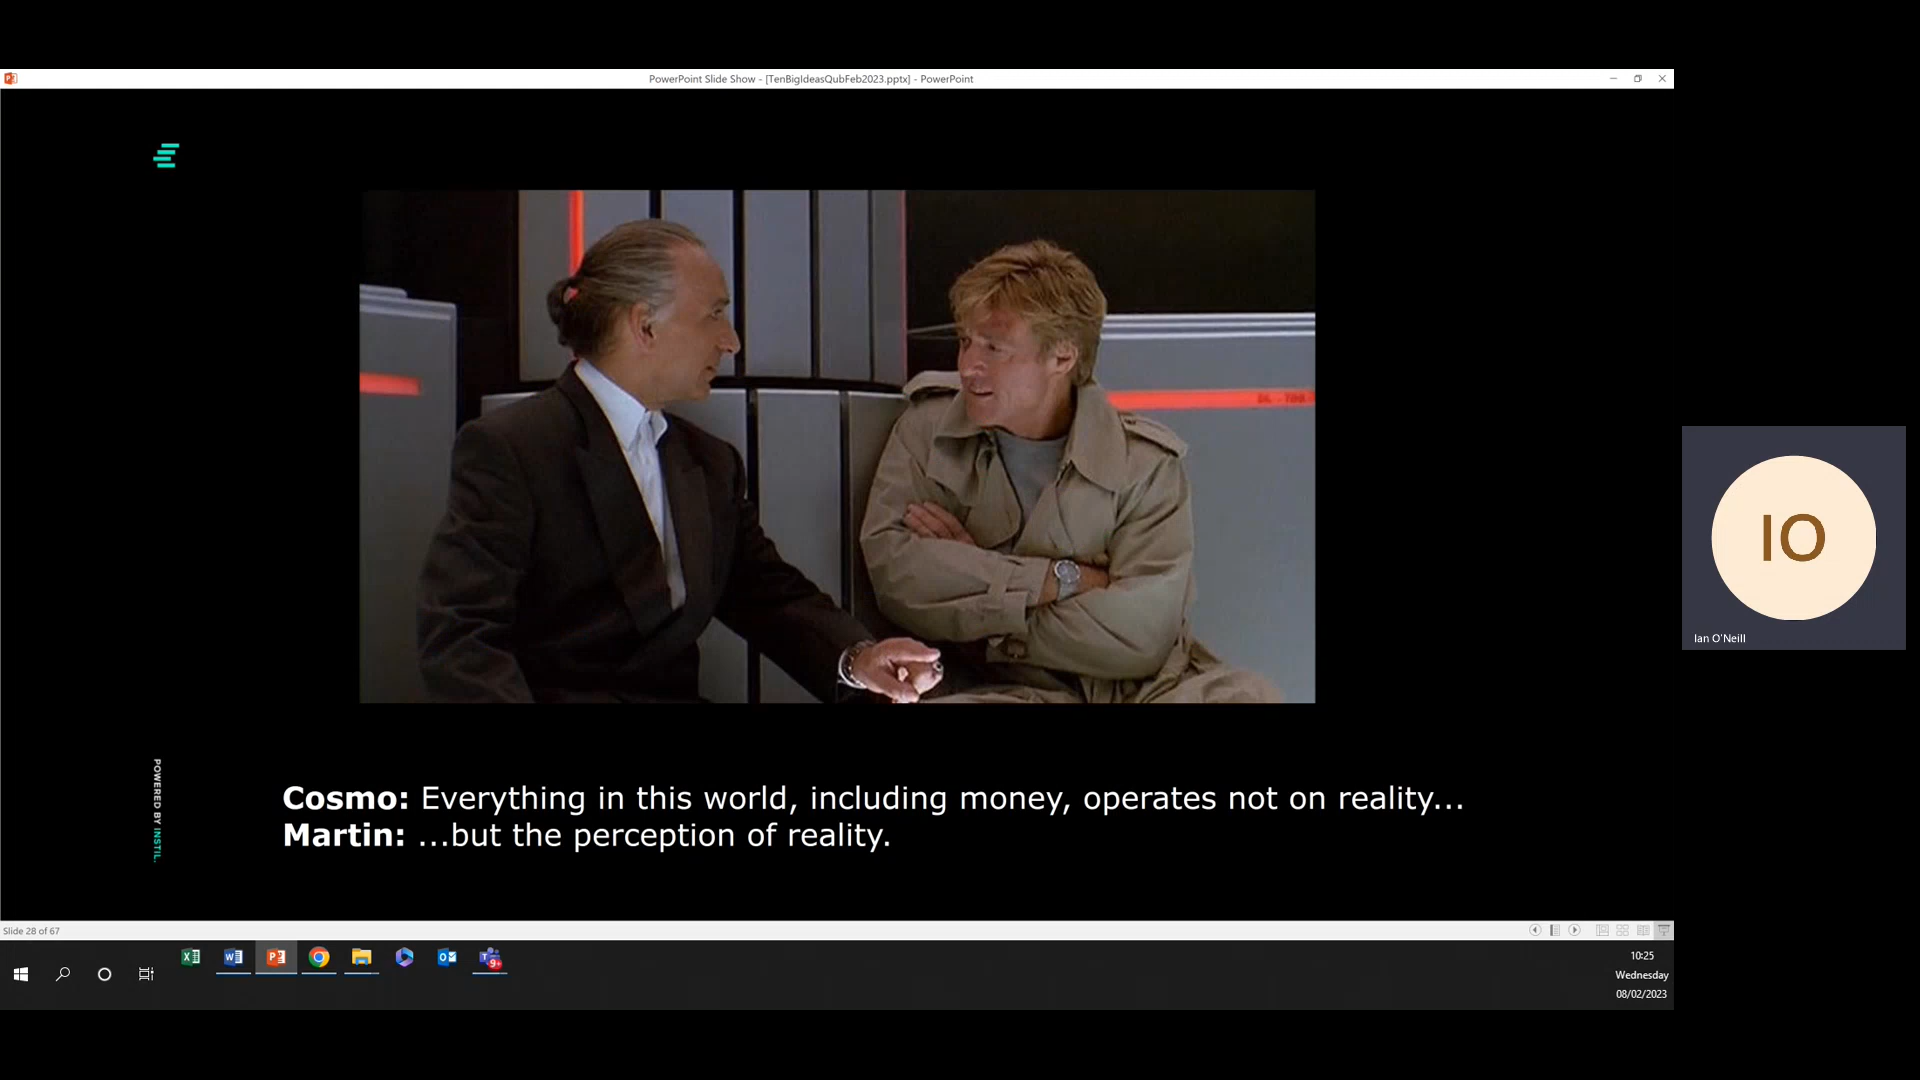 PowerPoint Slide Show - [TenBigIdeasQubFeb2023.pptx] - PowerPoint
POWERED BY INSTIL.
Cosmo: Everything in this world, including money, operates not on reality...
Martin: ...but the perception of reality.
IO
Ian O'Neill
Slide 28 of 67
9+
10:25
Wednesday
08/02/2023